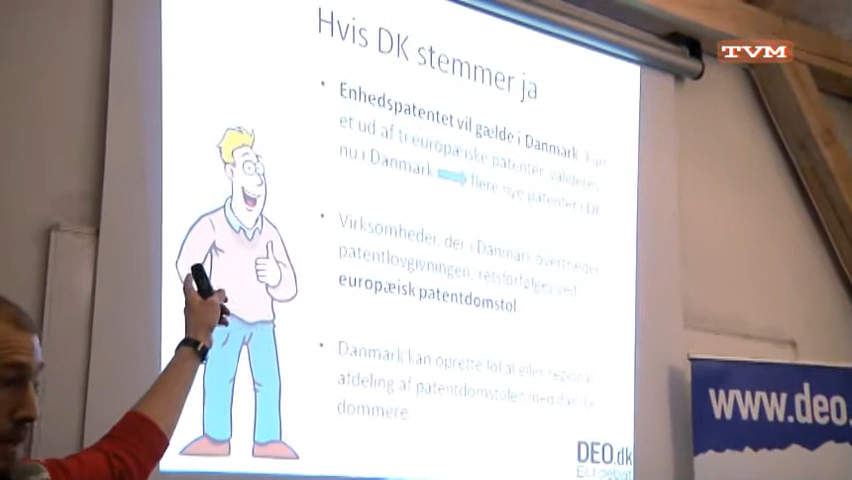 Hvis DK stemmer ja
TVM
• Enhedspatentet vil gælde i Danmark. Kun
et ud af ti europæiske patenter valideres
nu i Danmark flere nye patenter i DK
• Virksomheder, der i Danmark overtræder
patentlovgivningen, retsforfølges ved
europæisk patentdomstol
• Danmark kan oprette lokal eller regional
afdeling af patentdomstolen med danske
dommere.
DEO.dk
EU debat
www.deo.